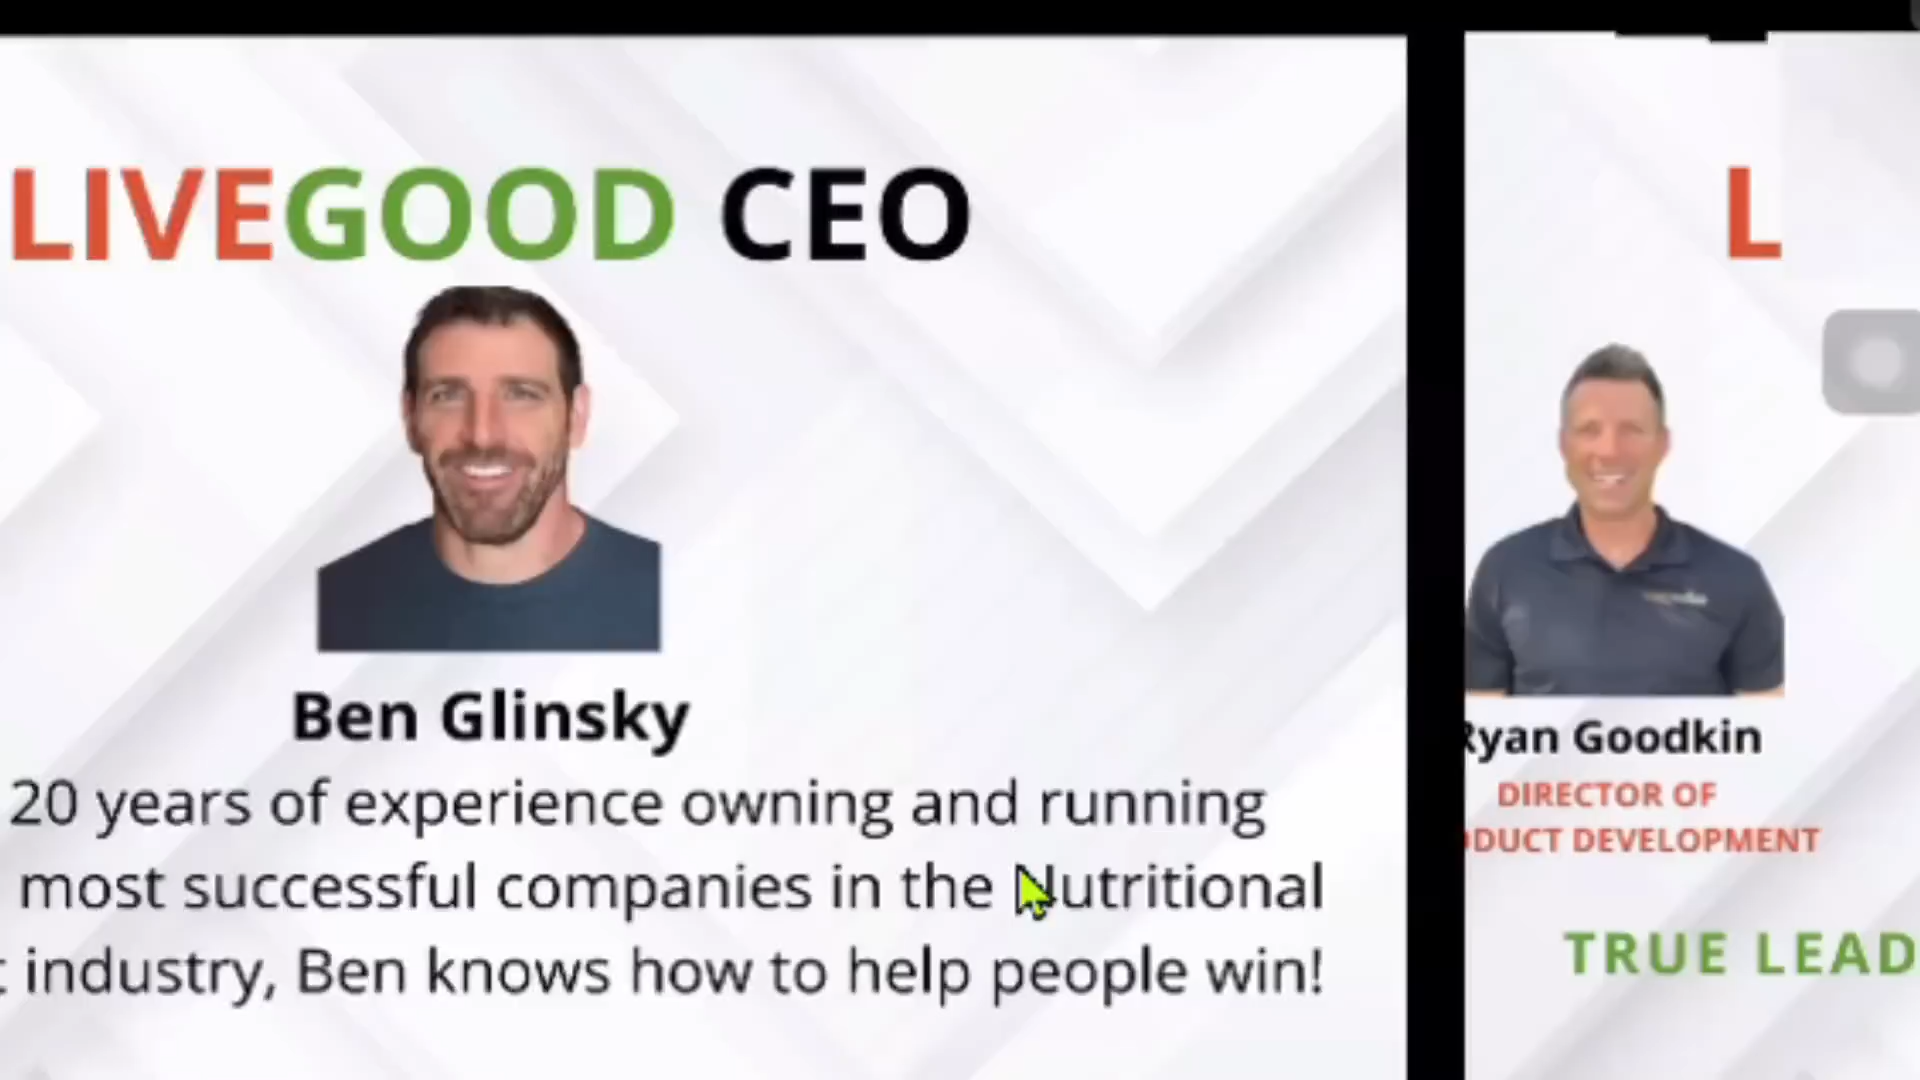 LIVEGOOD CEO
Ben Glinsky
20 years of experience owning and running
most successful companies in the Nutritional
industry, Ben knows how to help people win!
L
Ryan Goodkin
DIRECTOR OF
DUCT DEVELOPMENT
TRUE LEAD